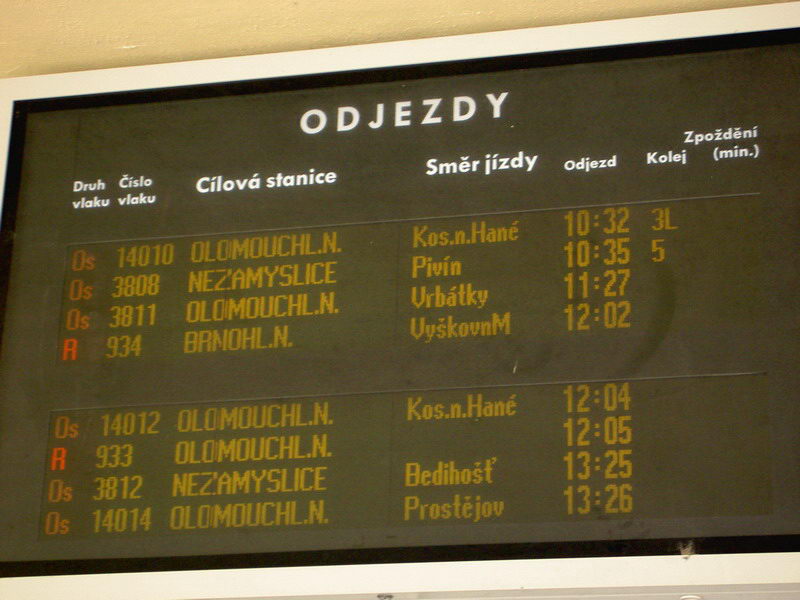 ODJEZDY
Druh vlaku Číslo vlaku Cílová stanice Směr jízdy Odjezd Kolej Zpoždění (min.)
Os 14010 OLOMOUCHL.N. Kos.n.Hané 10:32 3L
Os 3808 NEZAMYSLICE Pivín 10:35 5
Os 3811 OLOMOUCHL.N. Vrbátky 11:27
R 934 BRNOHL.N. VyškovnM 12:02
Os 14012 OLOMOUCHL.N. Kos.n.Hané 12:04
R 933 OLOMOUCHL.N. 12:05
Os 3812 NEZAMYSLICE Bedihošť 13:25
Os 14014 OLOMOUCHL.N. Prostějov 13:26